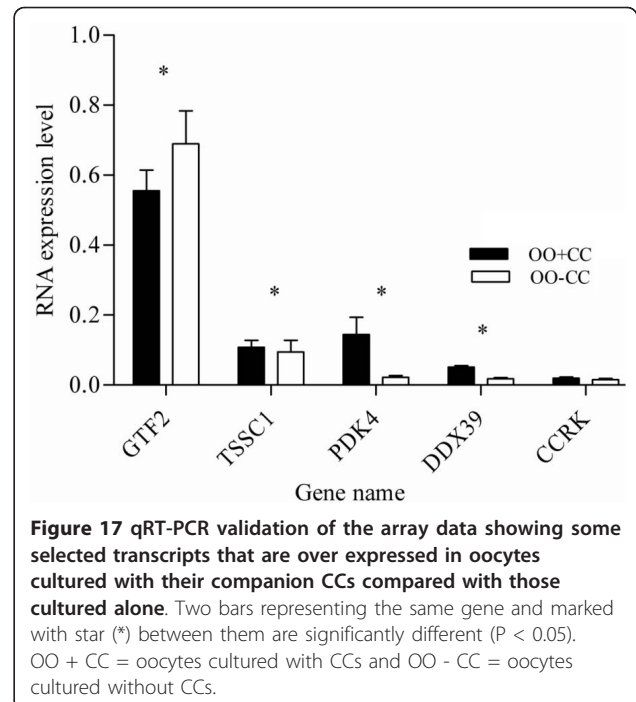 1.0
0.8
0.6
0.4
0.2
0.0
RNA expression level
*
*
*
*
OO+CC
OO-CC
GTF2
TSSC1
PDK4
DDX39
CCRK
Gene name
Figure 17 qRT-PCR validation of the array data showing some
selected transcripts that are over expressed in oocytes
cultured with their companion CCs compared with those
cultured alone. Two bars representing the same gene and marked
with star (*) between them are significantly different (P < 0.05).
OO + CC = oocytes cultured with CCs and OO - CC = oocytes
cultured without CCs.